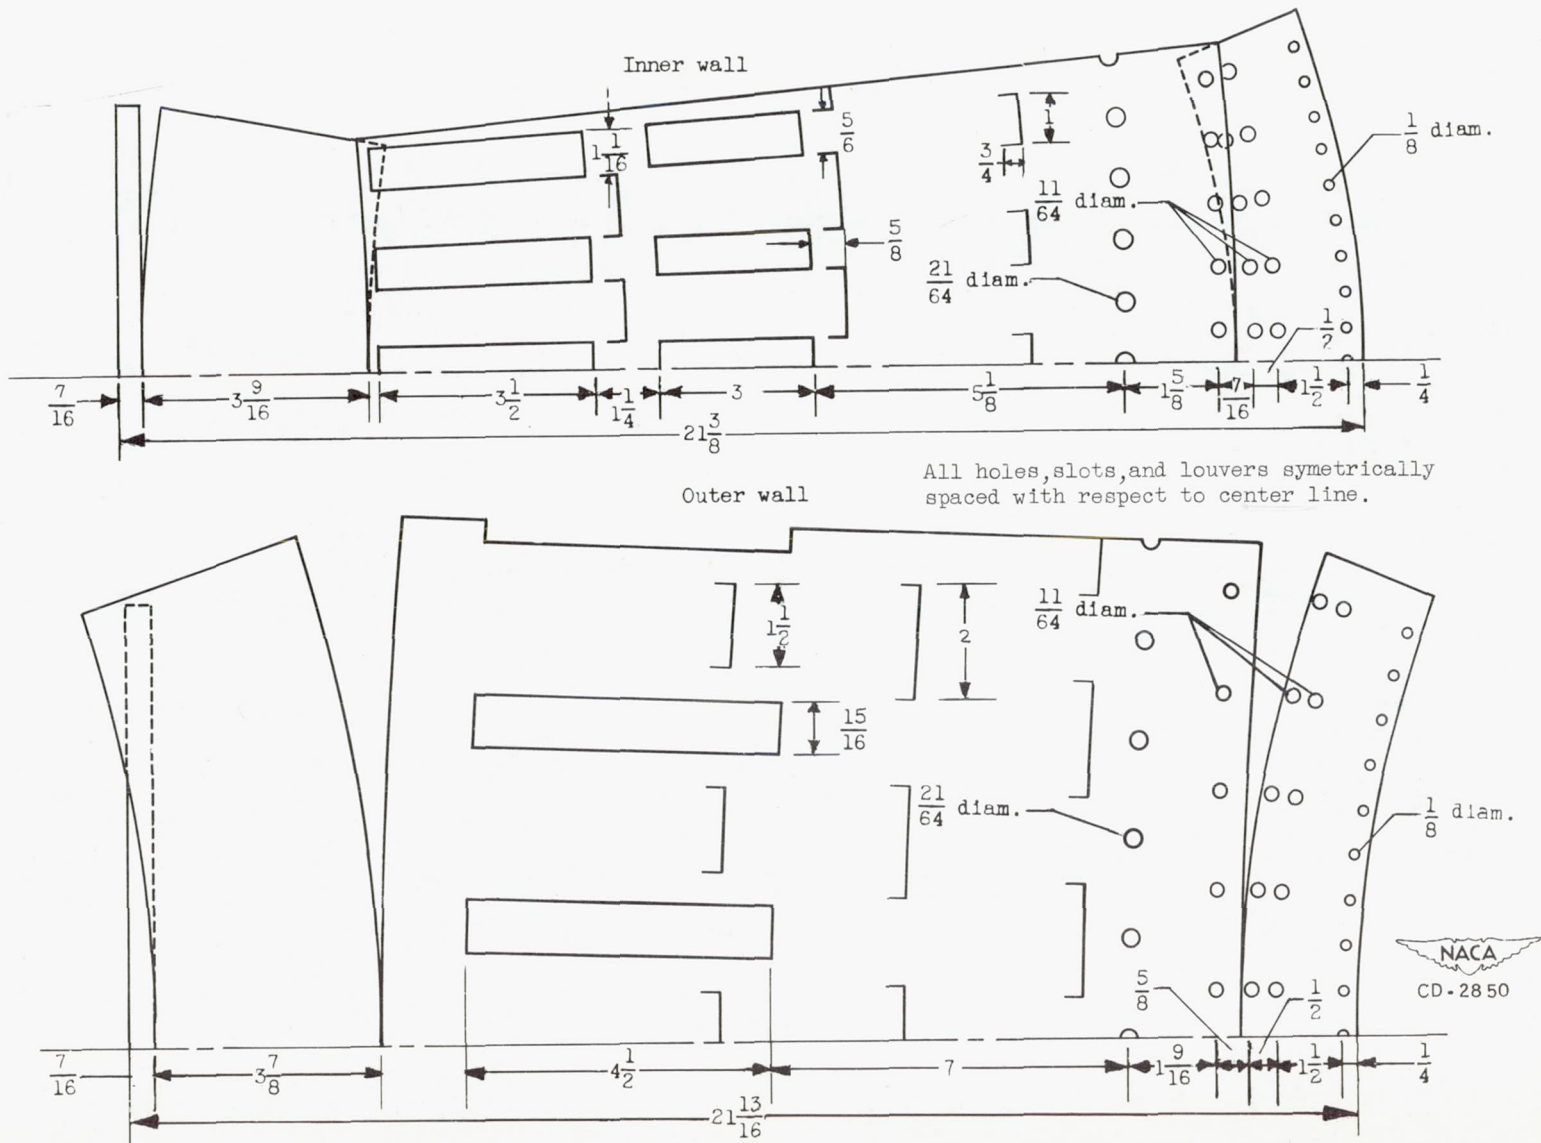 Inner wall
1 1/16
5/6
1
3/4
1/8 diam.
11/64 diam.
5/8
21/64 diam.
1/2
7/16
3 9/16
3 1/2
1 1/4
3
5 1/8
1 5/8
7/16
1 1/2
1/4
21 3/8
All holes,slots,and louvers symetrically
spaced with respect to center line.
Outer wall
1 1/2
2
11/64 diam.
15/16
21/64 diam.
1/8 diam.
NACA
CD-2850
5/8
1/2
7/16
3 7/8
4 1/2
7
1 9/16
1 1/2
1/4
21 13/16